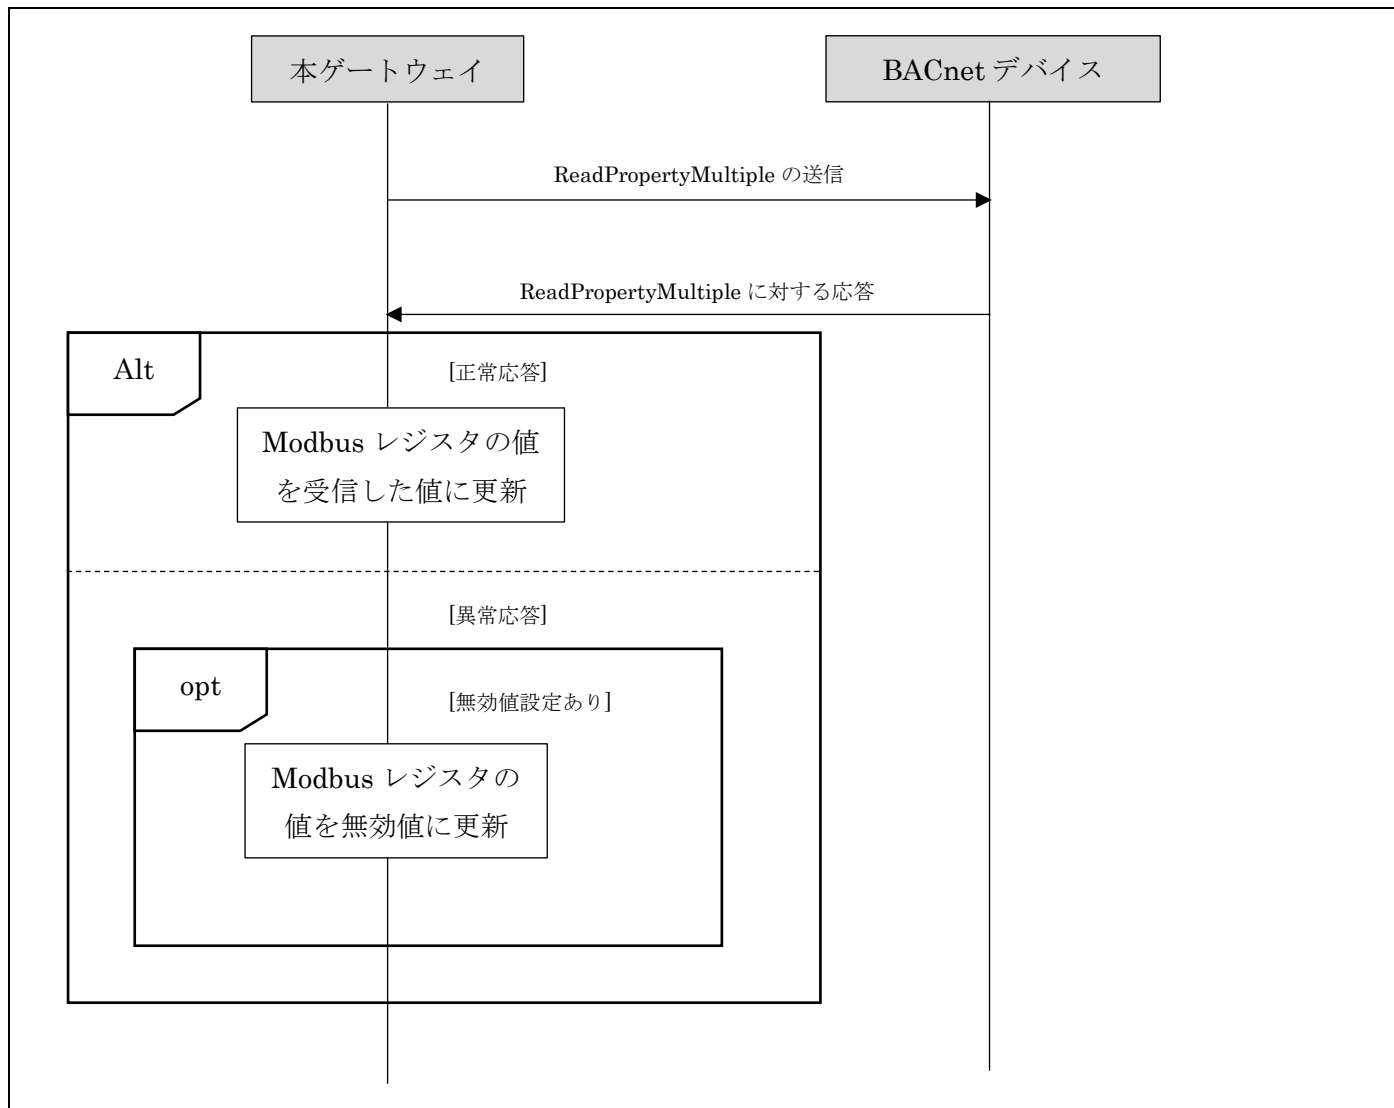 本ゲートウェイ
BACnet デバイス
ReadPropertyMultiple の送信
ReadPropertyMultiple に対する応答
Alt
[正常応答]
Modbus レジスタの値
を受信した値に更新
[異常応答]
opt
[無効値設定あり]
Modbus レジスタの
値を無効値に更新